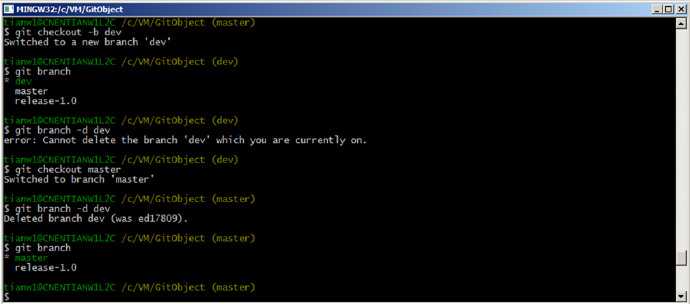 MINGW32:/c/VM/GitObject
tianw1@CNENTIANW1L2C /c/VM/GitObject (master)
$ git checkout -b dev
Switched to a new branch 'dev'
tianw1@CNENTIANW1L2C /c/VM/GitObject (dev)
$ git branch
* dev
master
release-1.0
tianw1@CNENTIANW1L2C /c/VM/GitObject (dev)
$ git branch -d dev
error: Cannot delete the branch 'dev' which you are currently on.
tianw1@CNENTIANW1L2C /c/VM/GitObject (dev)
$ git checkout master
Switched to branch 'master'
tianw1@CNENTIANW1L2C /c/VM/GitObject (master)
$ git branch -d dev
Deleted branch dev (was ed17809).
tianw1@CNENTIANW1L2C /c/VM/GitObject (master)
$ git branch
* master
release-1.0
tianw1@CNENTIANW1L2C /c/VM/GitObject (master)
$